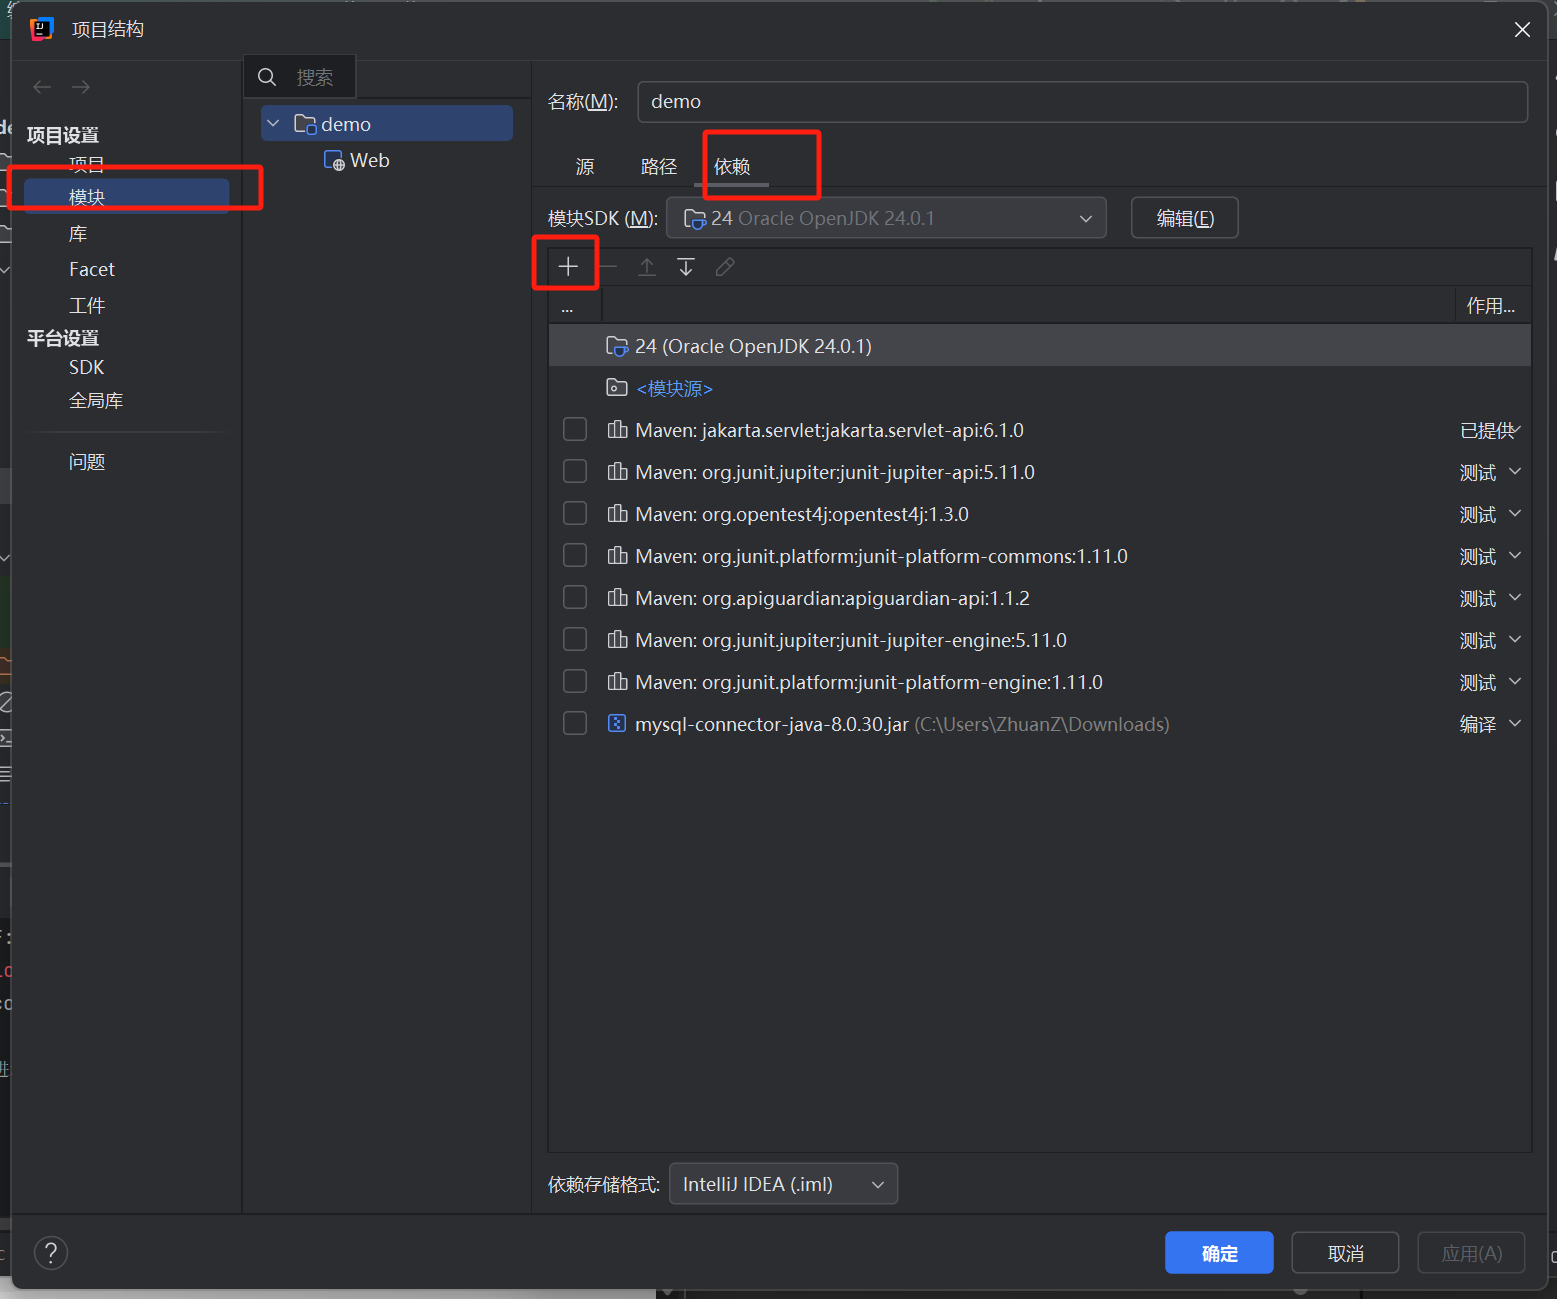 项目结构
搜索
项目设置
项目
模块
库
Facet
工件
平台设置
SDK
全局库
问题
demo
Web
名称(M):
demo
源 路径 依赖
模块SDK (M): 24 Oracle OpenJDK 24.0.1 编辑(E)
... 作用...
24 (Oracle OpenJDK 24.0.1)
<模块源>
Maven: jakarta.servlet:jakarta.servlet-api:6.1.0 已提供
Maven: org.junit.jupiter:junit-jupiter-api:5.11.0 测试
Maven: org.opentest4j:opentest4j:1.3.0 测试
Maven: org.junit.platform:junit-platform-commons:1.11.0 测试
Maven: org.apiguardian:apiguardian-api:1.1.2 测试
Maven: org.junit.jupiter:junit-jupiter-engine:5.11.0 测试
Maven: org.junit.platform:junit-platform-engine:1.11.0 测试
mysql-connector-java-8.0.30.jar (C:\Users\ZhuanZ\Downloads) 编译
依赖存储格式: IntelliJ IDEA (.iml)
? 确定 取消 应用(A)